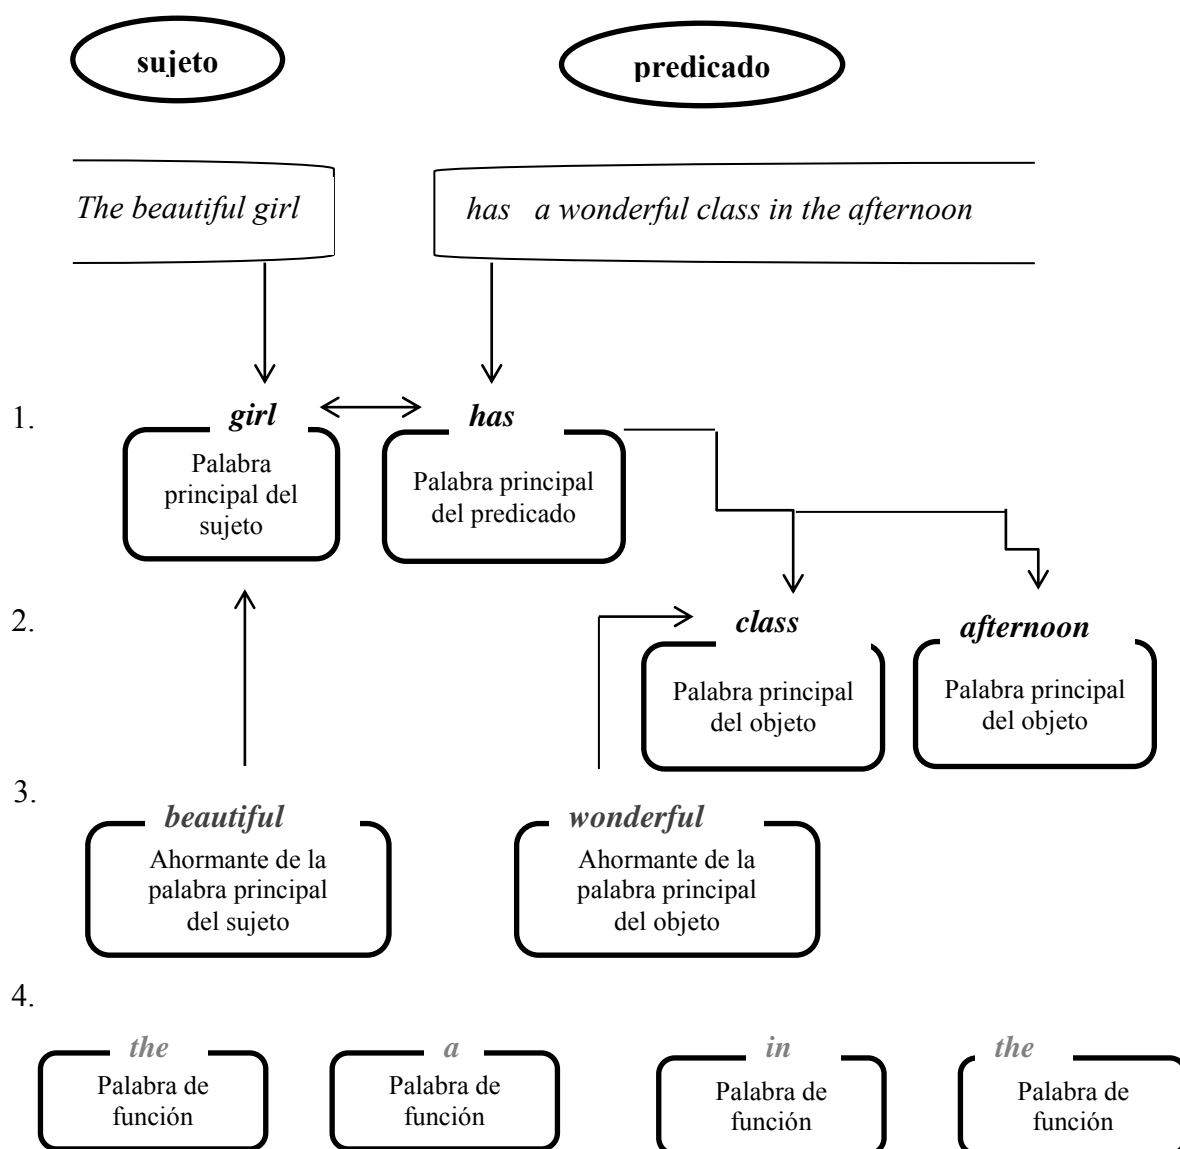 sujeto
predicado
The beautiful girl
has a wonderful class in the afternoon
1.
girl
has
Palabra
principal del
sujeto
Palabra principal
del predicado
2.
class
afternoon
Palabra principal
del objeto
Palabra principal
del objeto
3.
beautiful
wonderful
Ahormante de la
palabra principal
del sujeto
Ahormante de la
palabra principal
del objeto
4.
the
a
in
the
Palabra de
función
Palabra de
función
Palabra de
función
Palabra de
función